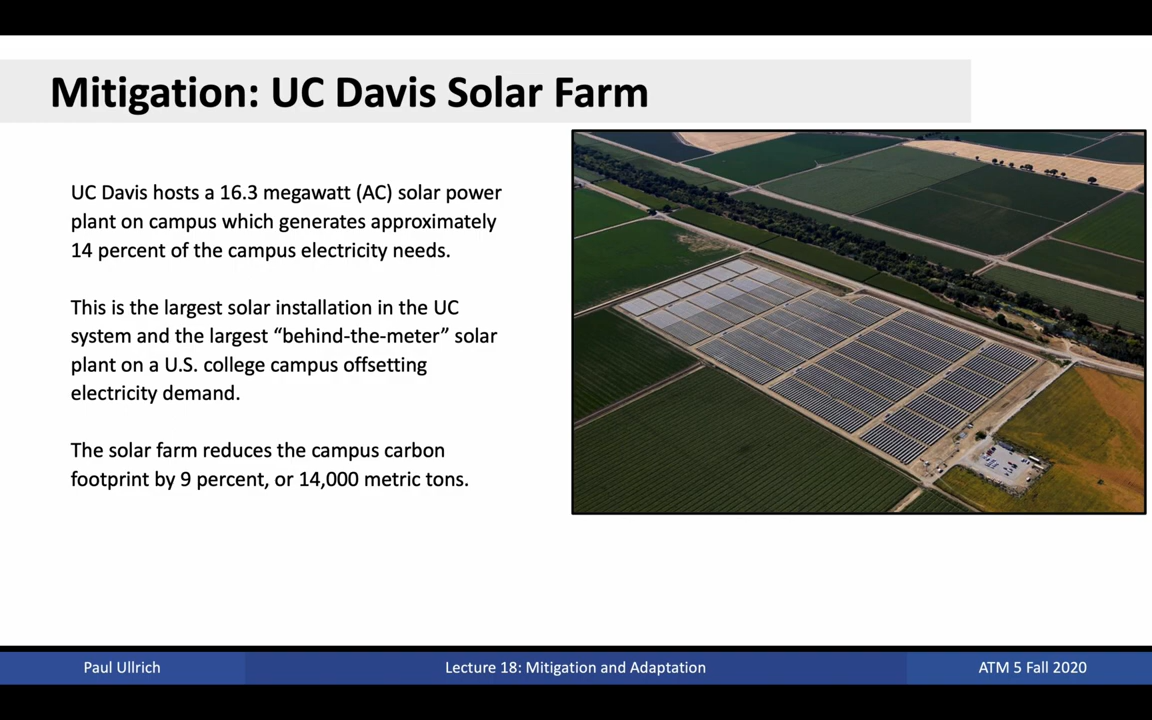 Mitigation: UC Davis Solar Farm
UC Davis hosts a 16.3 megawatt (AC) solar power
plant on campus which generates approximately
14 percent of the campus electricity needs.
This is the largest solar installation in the UC
system and the largest “behind-the-meter” solar
plant on a U.S. college campus offsetting
electricity demand.
The solar farm reduces the campus carbon
footprint by 9 percent, or 14,000 metric tons.
Paul Ullrich
Lecture 18: Mitigation and Adaptation
ATM 5 Fall 2020